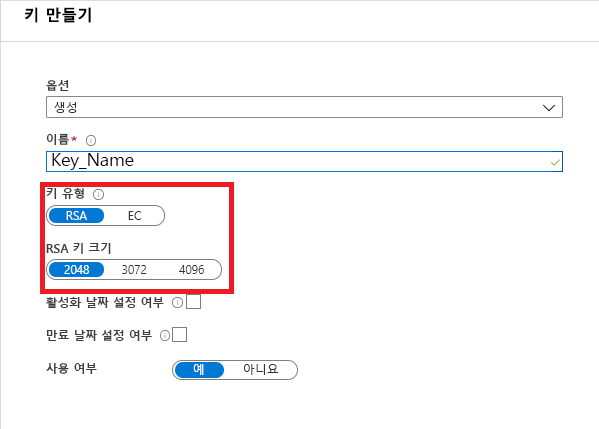 키 만들기
옵션
생성
이름*
Key_Name
키 유형
RSA EC
RSA 키 크기
2048 3072 4096
활성화 날짜 설정 여부
만료 날짜 설정 여부
사용 여부 예 아니요